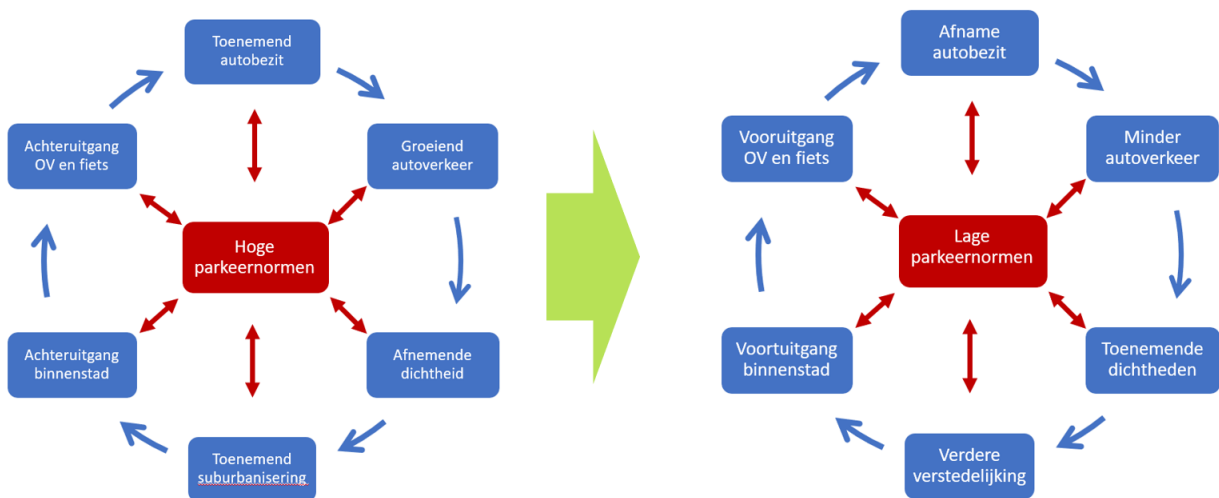 Toenemend
autobezit
Groeiend
autoverkeer
Afnemende
dichtheid
Toenemend
suburbanisering
Achteruitgang
binnenstad
Achteruitgang
OV en fiets
Hoge
parkeernormen
Afname
autobezit
Minder
autoverkeer
Toenemende
dichtheden
Verdere
verstedelijking
Voortuitgang
binnenstad
Vooruitgang
OV en fiets
Lage
parkeernormen